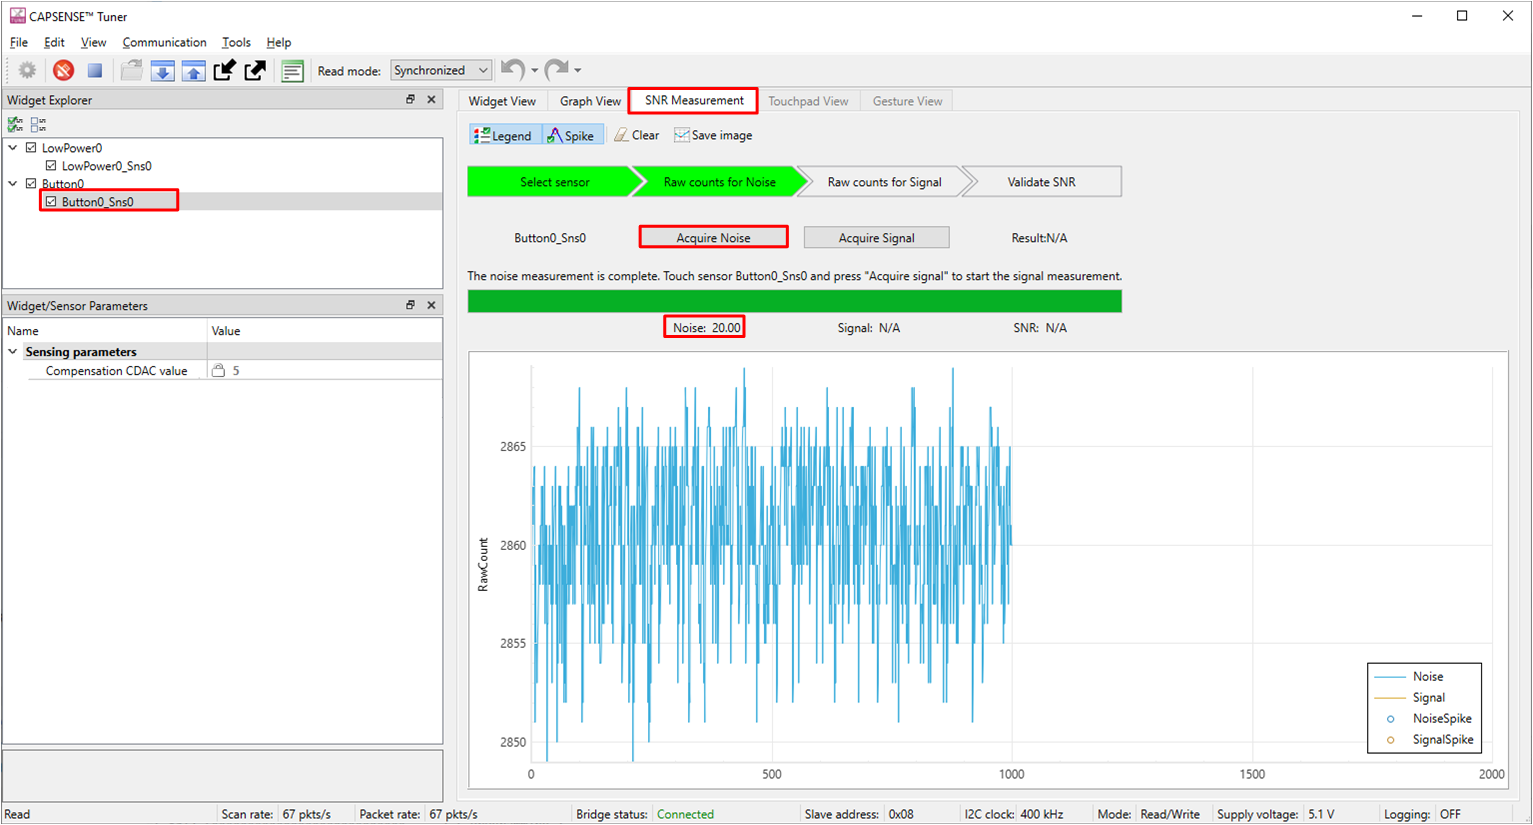 CAPSENSE™ Tuner
File Edit View Communication Tools Help
Read mode: Synchronized
Widget Explorer
LowPower0
LowPower0_Sns0
Button0
Button0_Sns0
Widget/Sensor Parameters
Name Value
Sensing parameters
Compensation CDAC value 5
Widget View Graph View SNR Measurement Touchpad View Gesture View
Legend Spike Clear Save image
Select sensor Raw counts for Noise Raw counts for Signal Validate SNR
Button0_Sns0 Acquire Noise Acquire Signal Result:N/A
The noise measurement is complete. Touch sensor Button0_Sns0 and press "Acquire signal" to start the signal measurement.
Noise: 20.00 Signal: N/A SNR: N/A
RawCount
2865
2860
2855
2850
0 500 1000 1500 2000
Noise
Signal
NoiseSpike
SignalSpike
Read Scan rate: 67 pkts/s Packet rate: 67 pkts/s Bridge status: Connected Slave address: 0x08 I2C clock: 400 kHz Mode: Read/Write Supply voltage: 5.1 V Logging: OFF